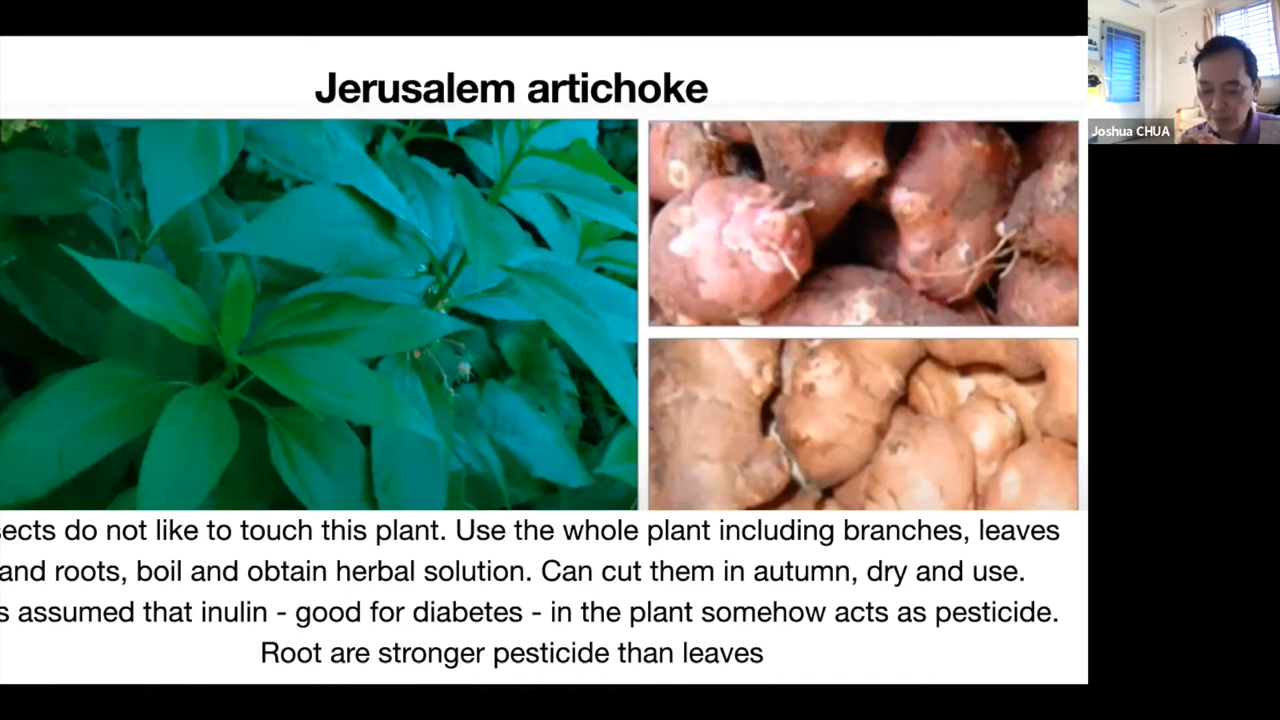 Jerusalem artichoke
Joshua CHUA
sects do not like to touch this plant. Use the whole plant including branches, leaves
and roots, boil and obtain herbal solution. Can cut them in autumn, dry and use.
s assumed that inulin - good for diabetes - in the plant somehow acts as pesticide.
Root are stronger pesticide than leaves